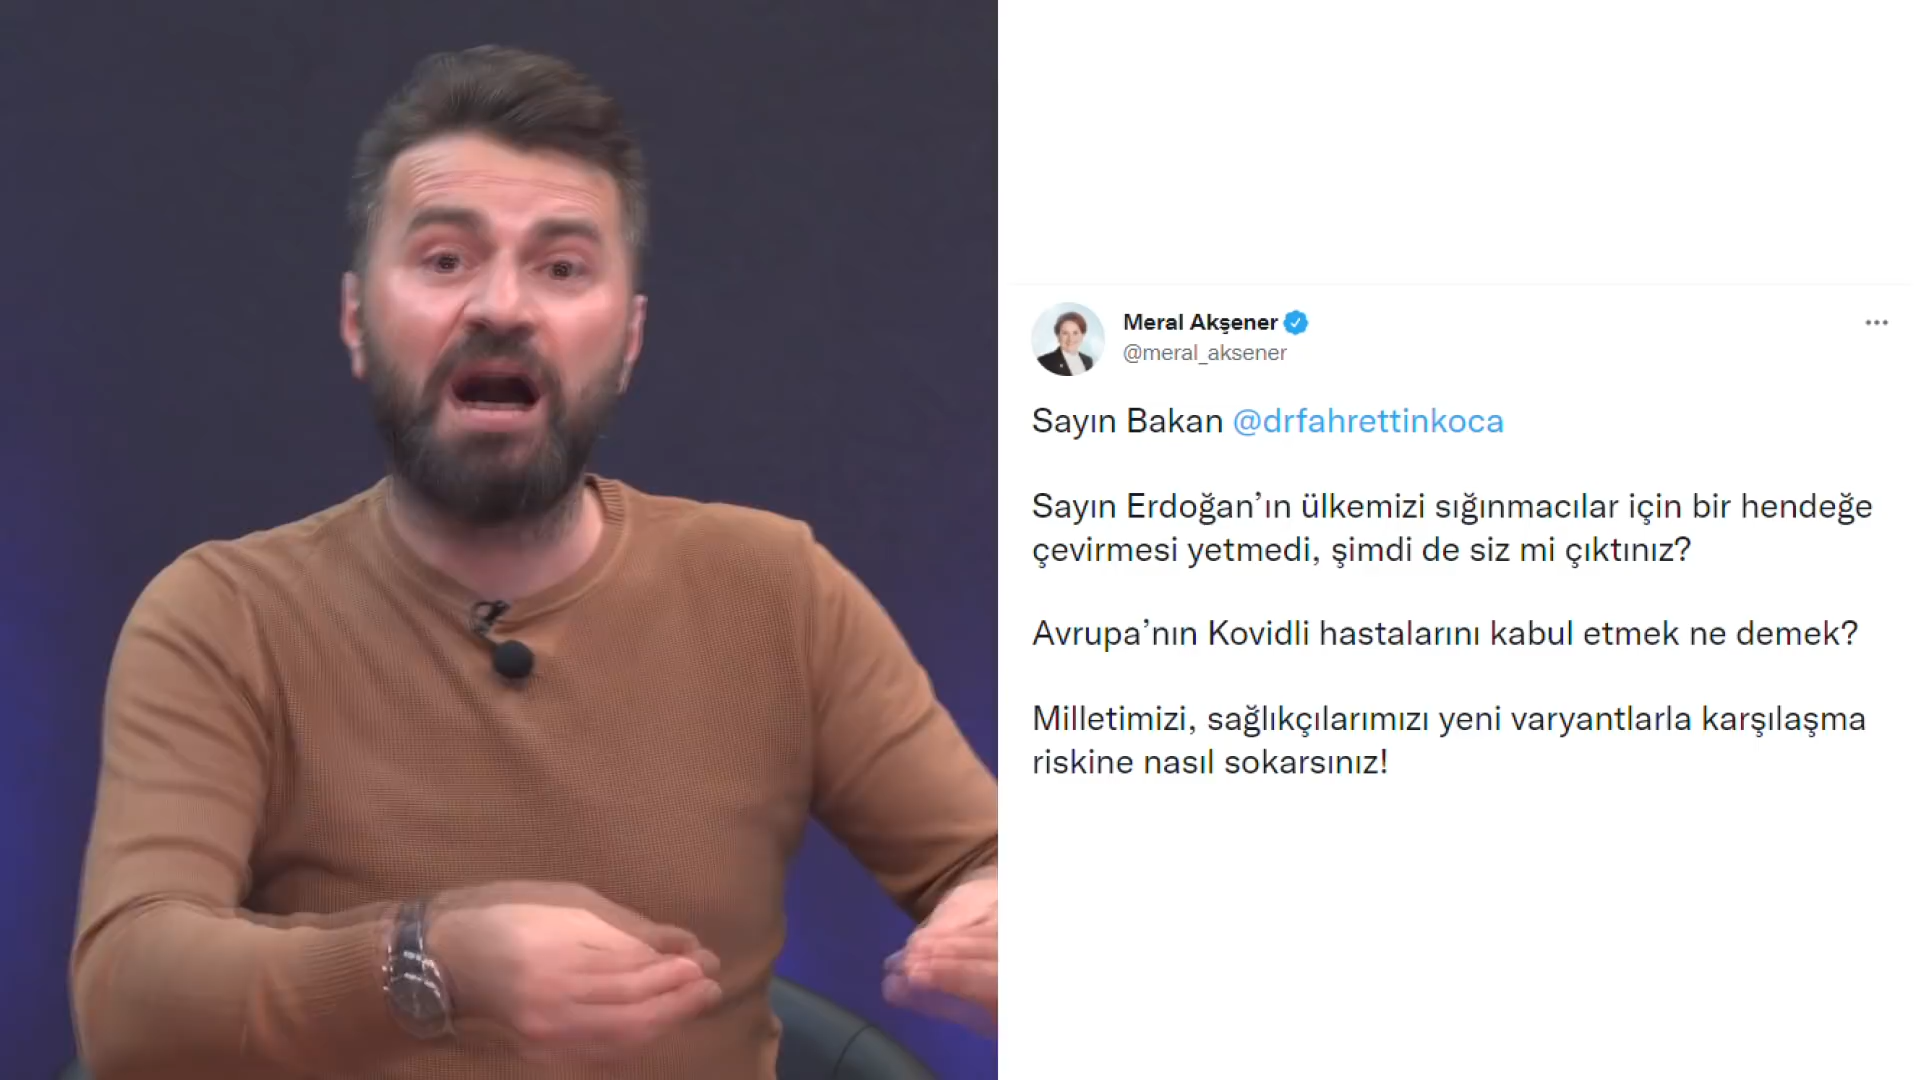 Meral Akşener
@meral_aksener
Sayın Bakan @drfahrettinkoca
Sayın Erdoğan’ın ülkemizi sığınmacılar için bir hendeğe
çevirmesi yetmedi, şimdi de siz mi çıktınız?
Avrupa’nın Kovidli hastalarını kabul etmek ne demek?
Milletimizi, sağlıkçılarımızı yeni varyantlarla karşılaşma
riskine nasıl sokarsınız!